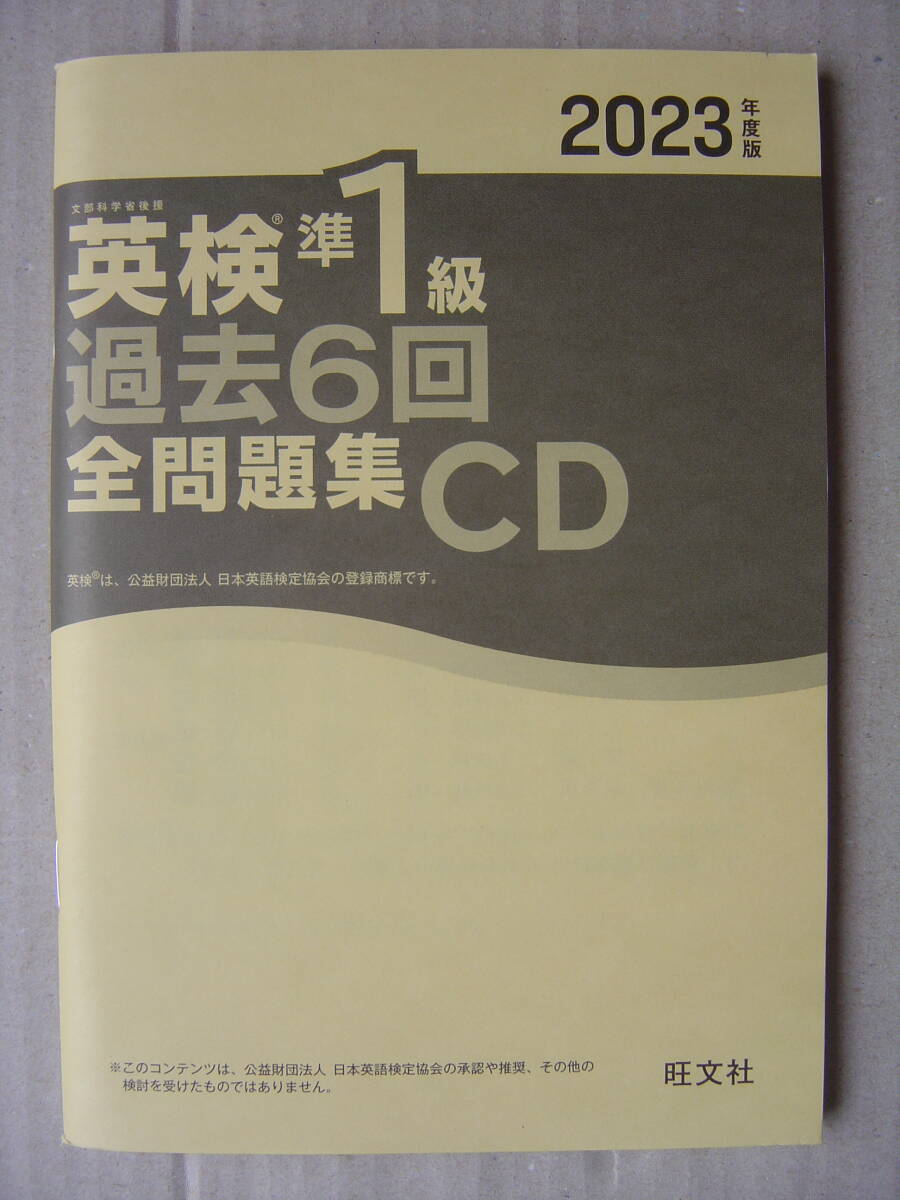 2023年度版
文部科学省後援
英検®準1級
過去6回
全問題集CD
英検®は、公益財団法人 日本英語検定協会の登録商標です。
※このコンテンツは、公益財団法人 日本英語検定協会の承認や推奨、その他の
検討を受けたものではありません。
旺文社